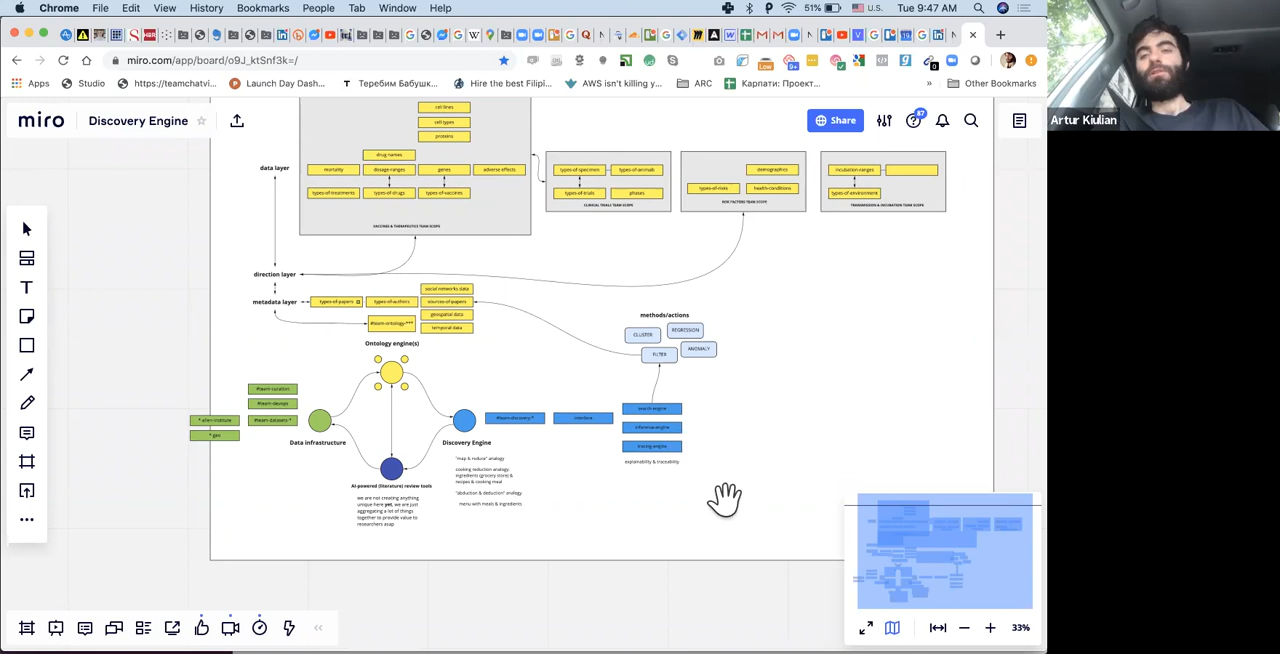 Chrome File Edit View History Bookmarks People Tab Window Help 51% U.S. Tue 9:47 AM
miro.com/app/board/o9J_ktSnf3k=/
Apps Studio https://teamchatvi... Launch Day Dash... Теребим Бабушк... Hire the best Filipi... AWS isn't killing y... ARC Карпати: Проект... » Other Bookmarks
Artur Kiulian
miro Discovery Engine Share 87
cell lines
cell types
proteins
drug names
data layer
mortality dosage-ranges genes adverse effects
types-of-treatments types-of-drugs types-of-vaccines
VACCINES & THERAPEUTICS TEAM SCOPE
types-of-specimen types-of-animals
types-of-trials phases
CLINICAL TRIALS TEAM SCOPE
demographics
types-of-risks health-conditions
RISK FACTORS TEAM SCOPE
incubation-ranges
types-of-environment
TRANSMISSION & INCUBATION TEAM SCOPE
direction layer
social networks data
metadata layer types-of-papers types-of-authors sources-of-papers
geospatial data
#team-ontology-***
temporal data
methods/actions
CLUSTER REGRESSION
FILTER ANOMALY
Ontology engine(s)
#team-curation
#team-devops
* allen-institute #team-datasets-*
* geo
Data infrastructure
Discovery Engine
#team-discovery-* interface
search engine
inference engine
tracing engine
explainability & traceability
"map & reduce" analogy
cooking reduction analogy:
ingredients (grocery store) &
recipes & cooking meal
"abduction & deduction" analogy
menu with meals & ingredients
AI-powered (literature) review tools
we are not creating anything
unique here yet, we are just
aggregating a lot of things
together to provide value to
researchers asap
33%